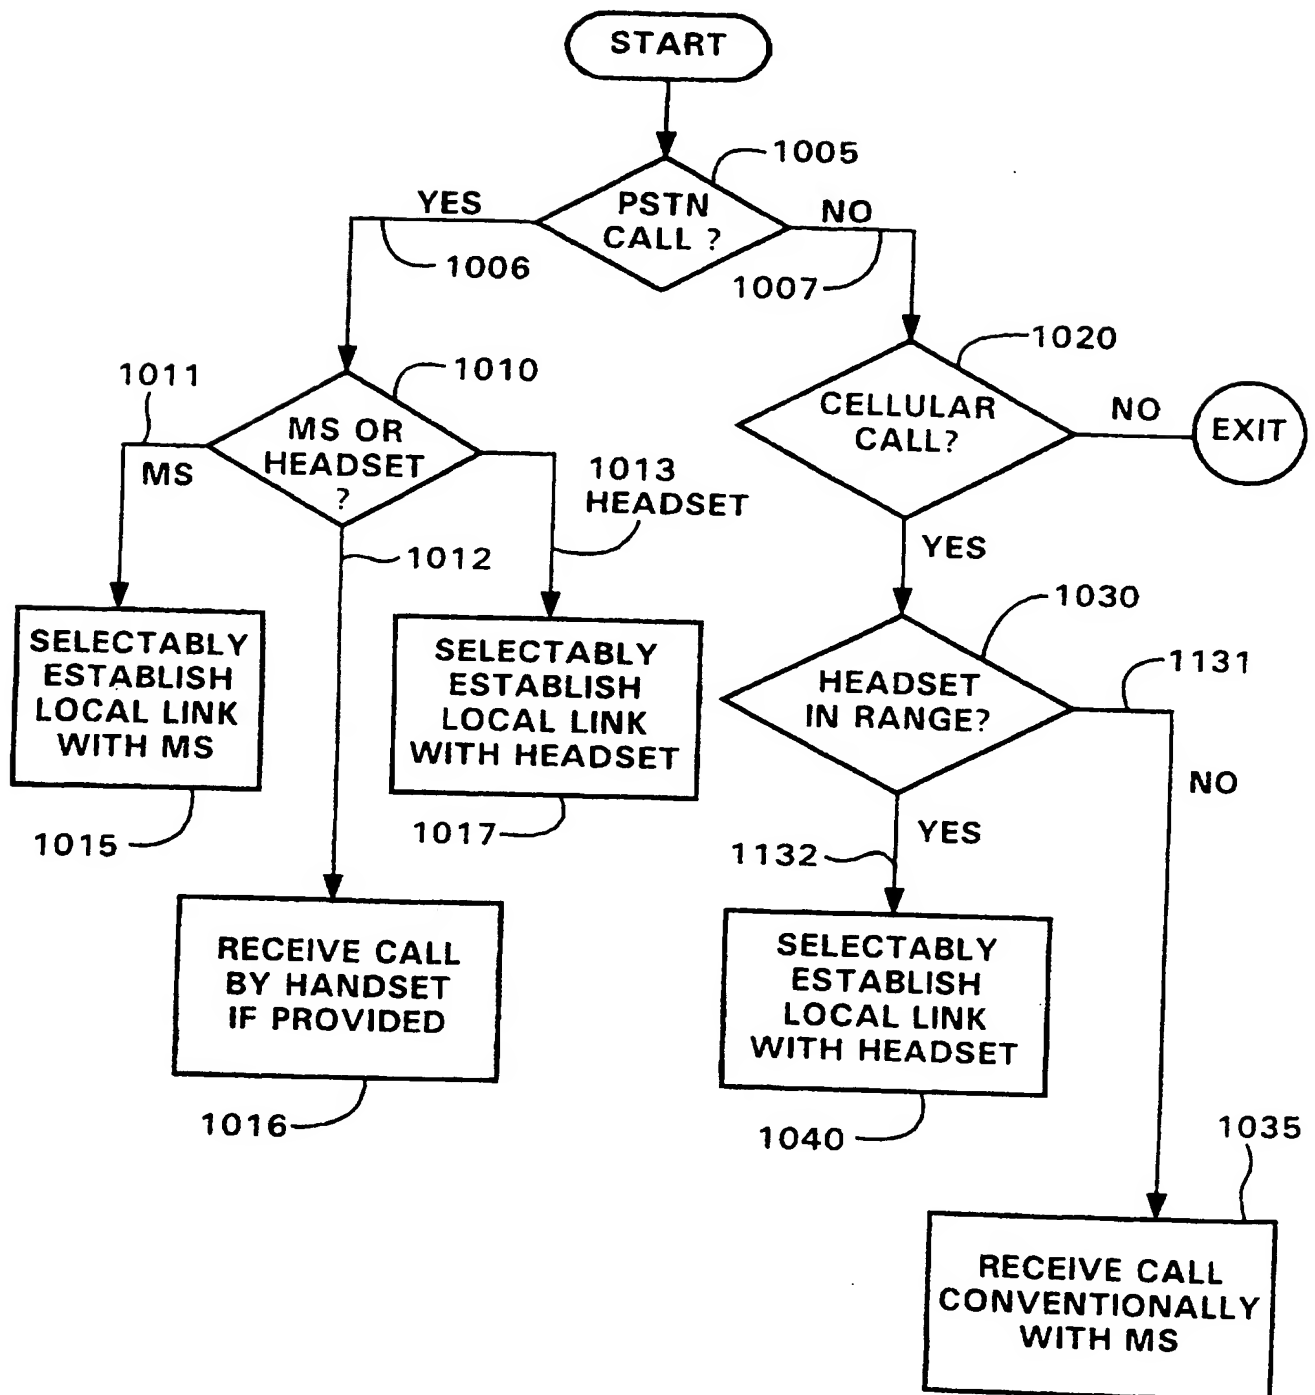 START
1005
PSTN
CALL ?
YES
NO
1006
1007
1020
1011
1010
CELLULAR
CALL?
NO
EXIT
MS OR
HEADSET
?
MS
1013
HEADSET
1012
YES
1030
SELECTABLY
ESTABLISH
LOCAL LINK
WITH MS
SELECTABLY
ESTABLISH
LOCAL LINK
WITH HEADSET
HEADSET
IN RANGE?
1131
NO
1015
1017
YES
1132
RECEIVE CALL
BY HANDSET
IF PROVIDED
SELECTABLY
ESTABLISH
LOCAL LINK
WITH HEADSET
1016
1040
1035
RECEIVE CALL
CONVENTIONALLY
WITH MS